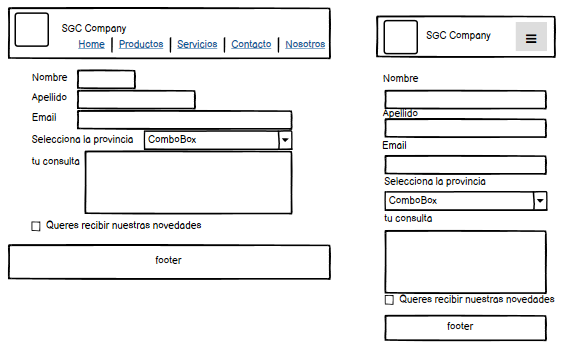 SGC Company
Home | Productos | Servicios | Contacto | Nosotros
Nombre
Apellido
Email
Selecciona la provincia ComboBox
tu consulta
Queres recibir nuestras novedades
footer
SGC Company
Nombre
Apellido
Email
Selecciona la provincia
ComboBox
tu consulta
Queres recibir nuestras novedades
footer